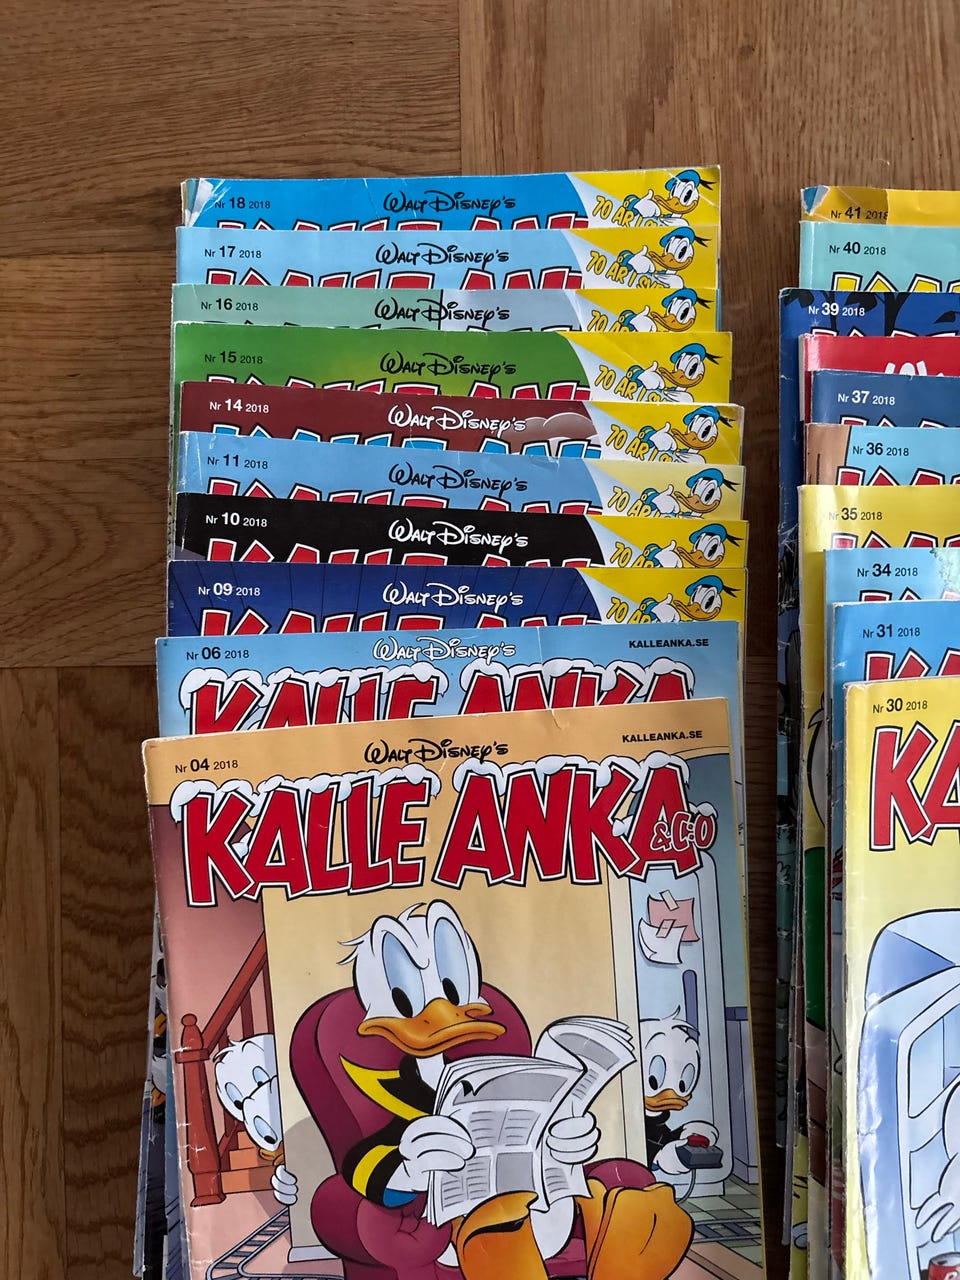 Nr 18 2018 WALT DISNEY'S
70 ÅR I
Nr 17 2018 WALT DISNEY'S
70 ÅR I
Nr 16 2018 WALT DISNEY'S
70
Nr 15 2018 WALT DISNEY'S
70 ÅR I
Nr 14 2018 WALT DISNEY'S
70 ÅR I
Nr 11 2018 WALT DISNEY'S
70 ÅR
Nr 10 2018 WALT DISNEY'S
70
Nr 09 2018 WALT DISNEY'S
70 ÅR
Nr 06 2018 WALT DISNEY'S KALLEANKA.SE
KALLE ANKA
Nr 04 2018 WALT DISNEY'S KALLEANKA.SE
KALLE ANKA
&C:O
Nr 41 2018
Nr 40 2018
Nr 39 2018
Nr 37 2018
Nr 36 2018
Nr 35 2018
Nr 34 2018
Nr 31 2018
Nr 30 2018
KA